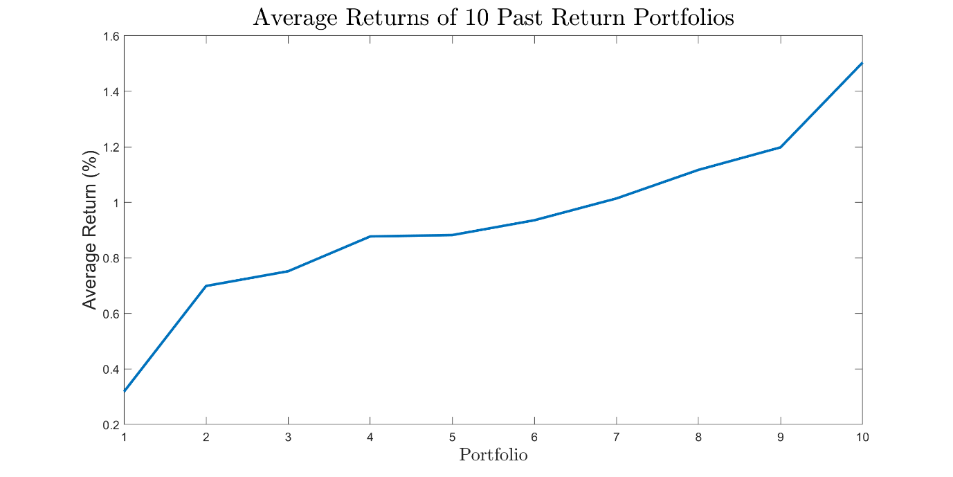 Average Returns of 10 Past Return Portfolios
1.6
1.4
1.2
1
0.8
0.6
0.4
0.2
Average Return (%)
1 2 3 4 5 6 7 8 9 10
Portfolio